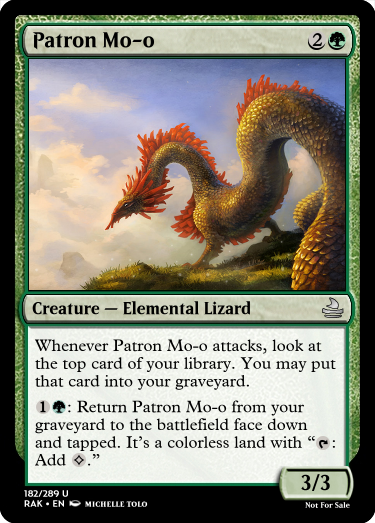 Patron Mo-o 2
Creature — Elemental Lizard
Whenever Patron Mo-o attacks, look at
the top card of your library. You may put
that card into your graveyard.
1: Return Patron Mo-o from your
graveyard to the battlefield face down
and tapped. It's a colorless land with “:
Add .”
3/3
182/289 U
RAK • EN MICHELLE TOLO
Not For Sale